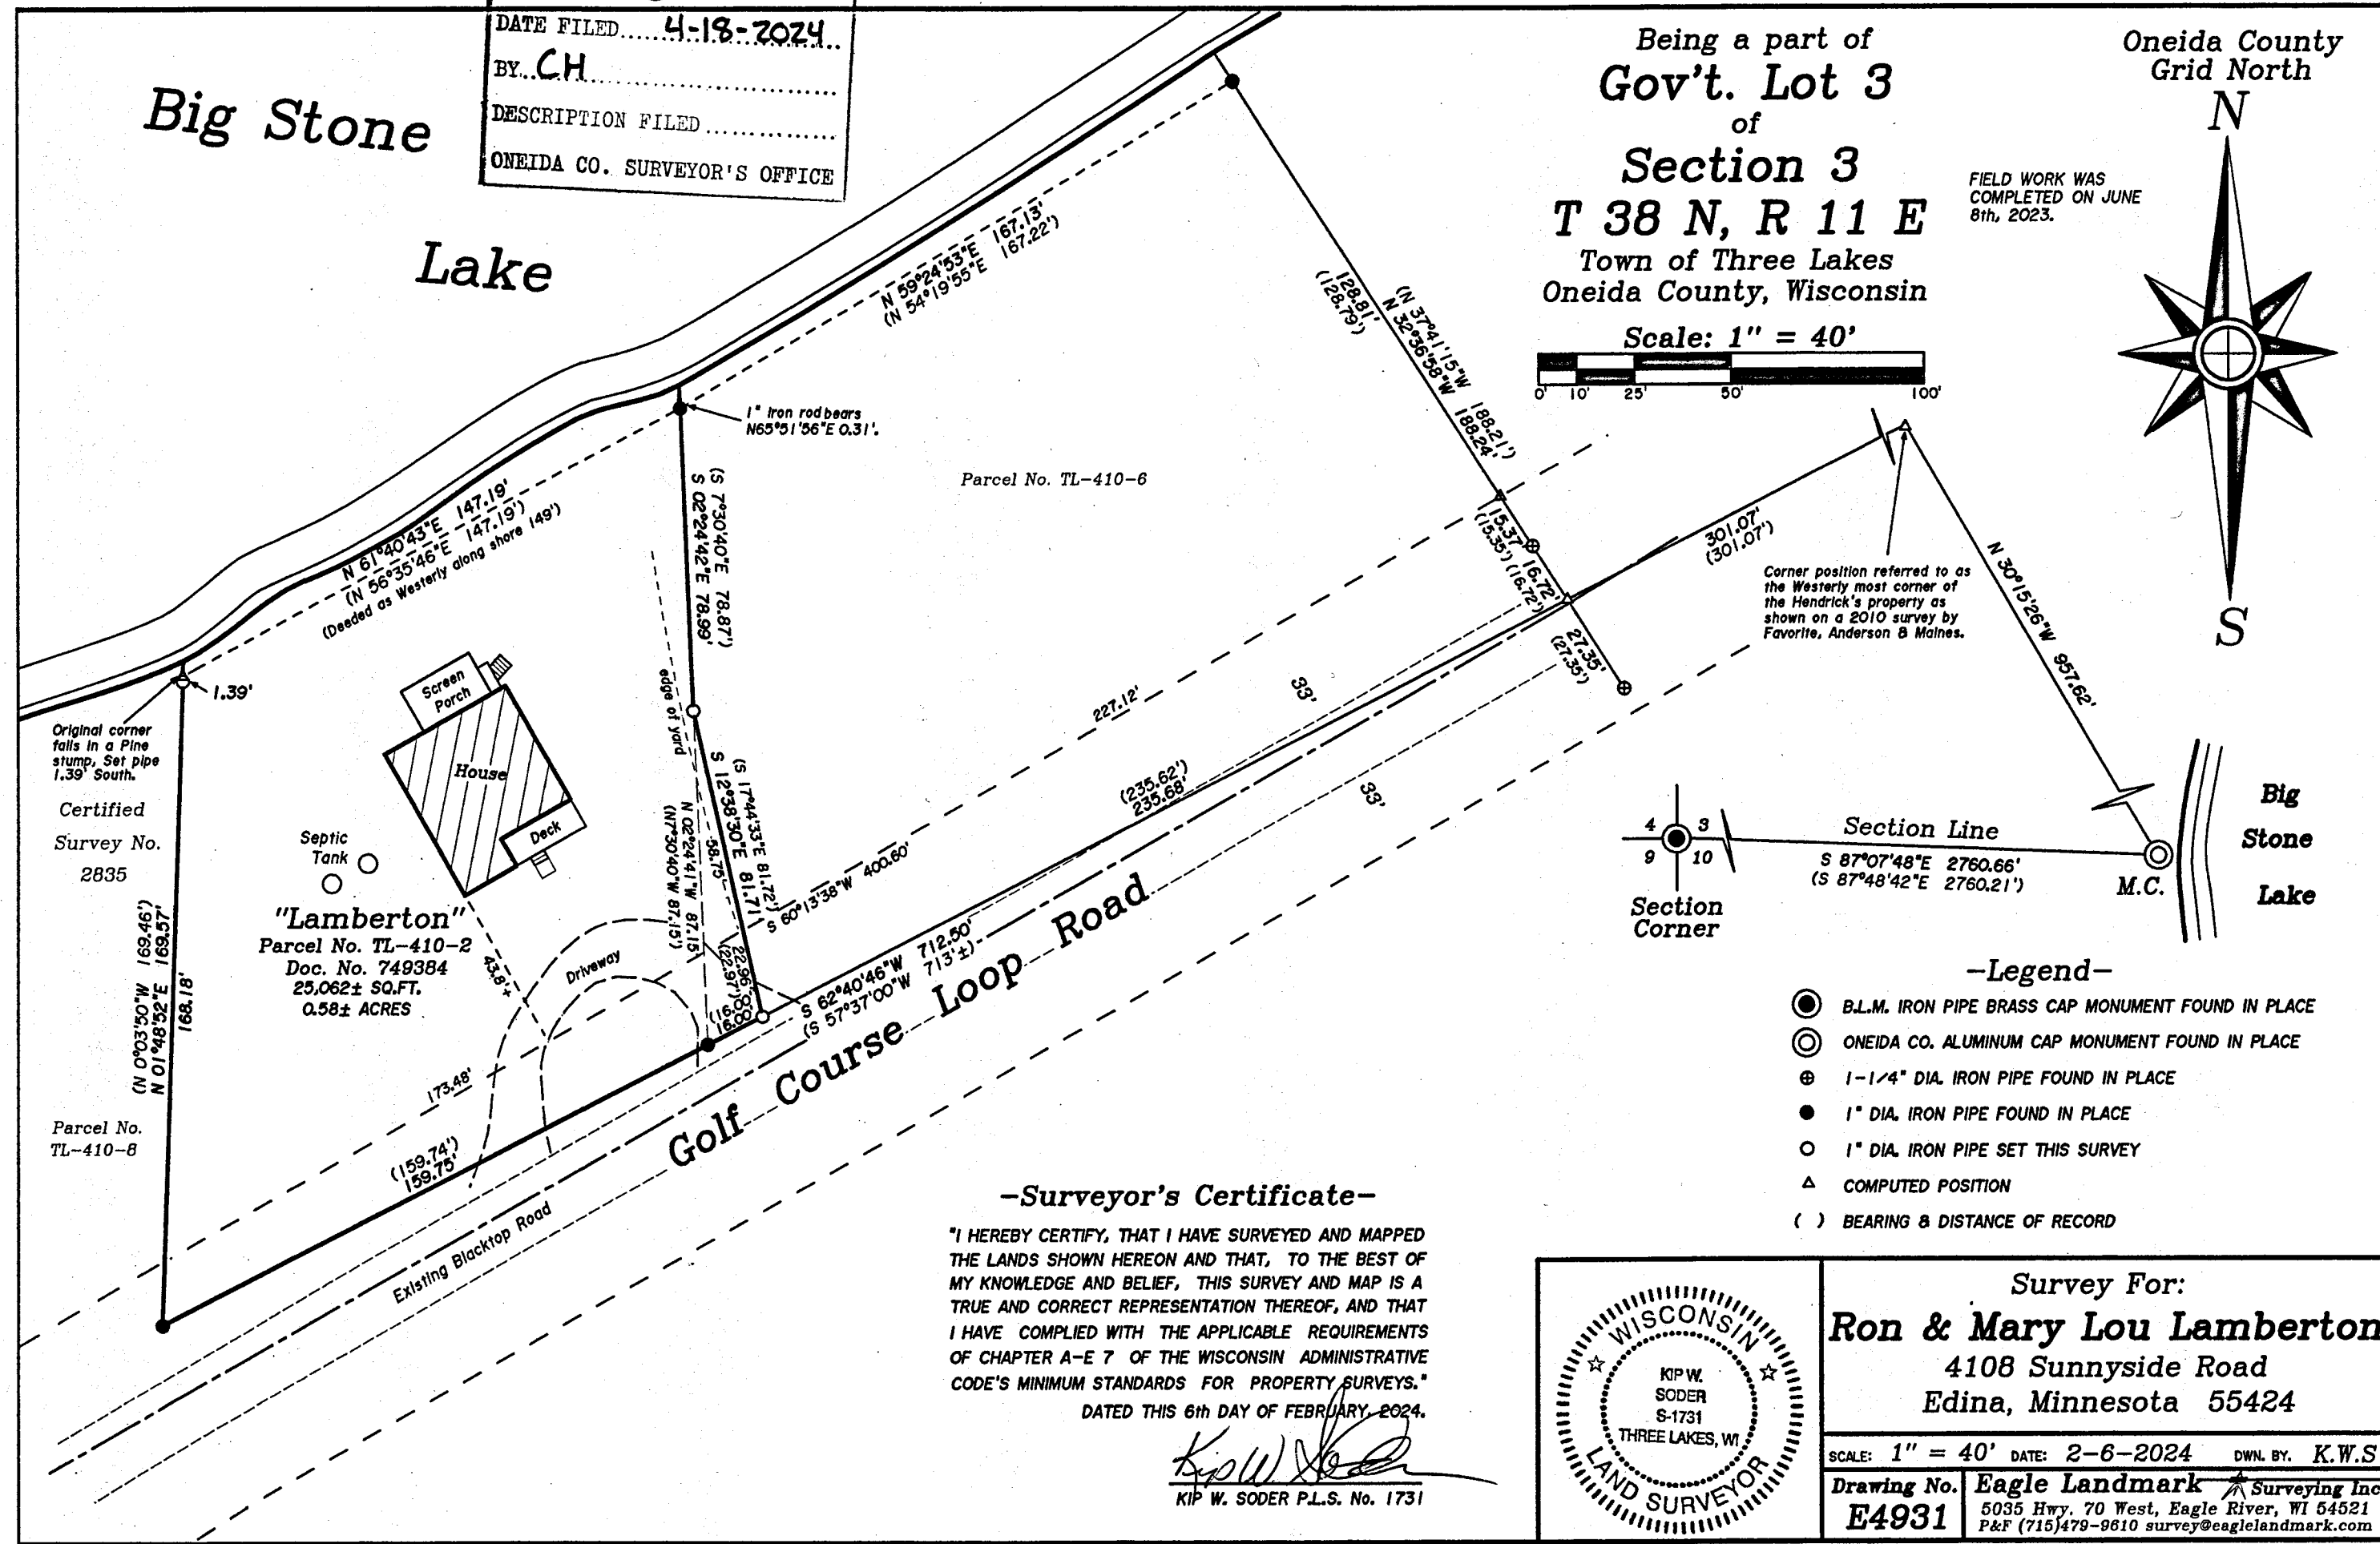 DATE FILED 4-18-2024
BY CH
DESCRIPTION FILED
ONEIDA CO. SURVEYOR'S OFFICE
Big Stone
Lake
Being a part of
Gov't. Lot 3
of
Section 3
T 38 N, R 11 E
Town of Three Lakes
Oneida County, Wisconsin
Scale: 1" = 40'
0' 10' 25' 50' 100'
FIELD WORK WAS
COMPLETED ON JUNE
8th, 2023.
Oneida County
Grid North
N
S
N 59°24'53"E 167.13'
(N 54°19'55"E 167.22')
128.81'
(128.79')
(N 37°41'15"W 188.21')
N 32°36'58"W 188.24'
1" Iron rod bears
N65°51'56"E 0.31'.
Parcel No. TL-410-6
N 61°40'43"E 147.19'
(N 56°35'46"E 147.19')
(Deeded as Westerly along shore 149')
(S 7°30'40"E 78.87')
S 02°24'42"E 78.99'
15.37'
(15.35')
16.72'
(16.72')
27.35'
(27.35')
301.07'
(301.07')
Corner position referred to as
the Westerly most corner of
the Hendrick's property as
shown on a 2010 survey by
Favorite, Anderson & Maines.
N 30°15'26"W 957.62'
1.39'
Original corner
falls in a Pine
stump, Set pipe
1.39' South.
Certified
Survey No.
2835
Screen
Porch
House
Deck
Septic
Tank
"Lamberton"
Parcel No. TL-410-2
Doc. No. 749384
25,062± SQ.FT.
0.58± ACRES
43.8'±
Driveway
edge of yard
(S 17°44'33"E 81.72')
S 12°38'30"E 81.71'
58.75'
N 02°24'41"W 87.15'
(N7°30'40"W 87.15')
22.96'
(22.97')
(16.00')
16.00'
227.12'
S 60°13'38"W 400.60'
(235.62')
235.68'
33'
33'
S 62°40'46"W 712.50'
(S 57°37'00"W 713'±)
Golf Course Loop Road
173.48'
(159.74')
159.75'
Existing Blacktop Road
(N 0°03'50"W 169.46')
N 01°48'52"E 169.57'
168.18'
Parcel No.
TL-410-8
4 3
9 10
Section
Corner
Section Line
S 87°07'48"E 2760.66'
(S 87°48'42"E 2760.21')
M.C.
Big
Stone
Lake
-Legend-
B.L.M. IRON PIPE BRASS CAP MONUMENT FOUND IN PLACE
ONEIDA CO. ALUMINUM CAP MONUMENT FOUND IN PLACE
1-1/4" DIA. IRON PIPE FOUND IN PLACE
1" DIA. IRON PIPE FOUND IN PLACE
1" DIA. IRON PIPE SET THIS SURVEY
COMPUTED POSITION
( ) BEARING & DISTANCE OF RECORD
-Surveyor's Certificate-
"I HEREBY CERTIFY, THAT I HAVE SURVEYED AND MAPPED
THE LANDS SHOWN HEREON AND THAT, TO THE BEST OF
MY KNOWLEDGE AND BELIEF, THIS SURVEY AND MAP IS A
TRUE AND CORRECT REPRESENTATION THEREOF, AND THAT
I HAVE COMPLIED WITH THE APPLICABLE REQUIREMENTS
OF CHAPTER A-E 7 OF THE WISCONSIN ADMINISTRATIVE
CODE'S MINIMUM STANDARDS FOR PROPERTY SURVEYS."
DATED THIS 6th DAY OF FEBRUARY, 2024.
Kip W. Soder
KIP W. SODER P.L.S. No. 1731
WISCONSIN
KIP W.
SODER
S-1731
THREE LAKES, WI
LAND SURVEYOR
Survey For:
Ron & Mary Lou Lamberton
4108 Sunnyside Road
Edina, Minnesota 55424
SCALE: 1" = 40' DATE: 2-6-2024 DWN. BY. K.W.S
Drawing No.
E4931
Eagle Landmark Surveying Inc
5035 Hwy. 70 West, Eagle River, WI 54521
P&F (715)479-9610 survey@eaglelandmark.com